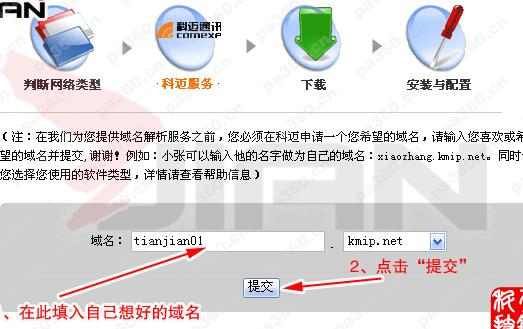 JIAN
科迈通讯
comexe
判断网络类型
·科迈服务·
下载
安装与配置
（注：在我们为您提供域名解析服务之前，您必须在科迈申请一个您希望的域名，请输入您喜欢或希
望的域名并提交,谢谢! 例如：小张可以输入他的名字做为自己的域名：xiaozhang.kmip.net。同时
您选择您使用的软件类型，详情请查看帮助信息）
JIAN
域名： tianjian01 . kmip.net
2、点击“提交”
提交
、在此填入自己想好的域名